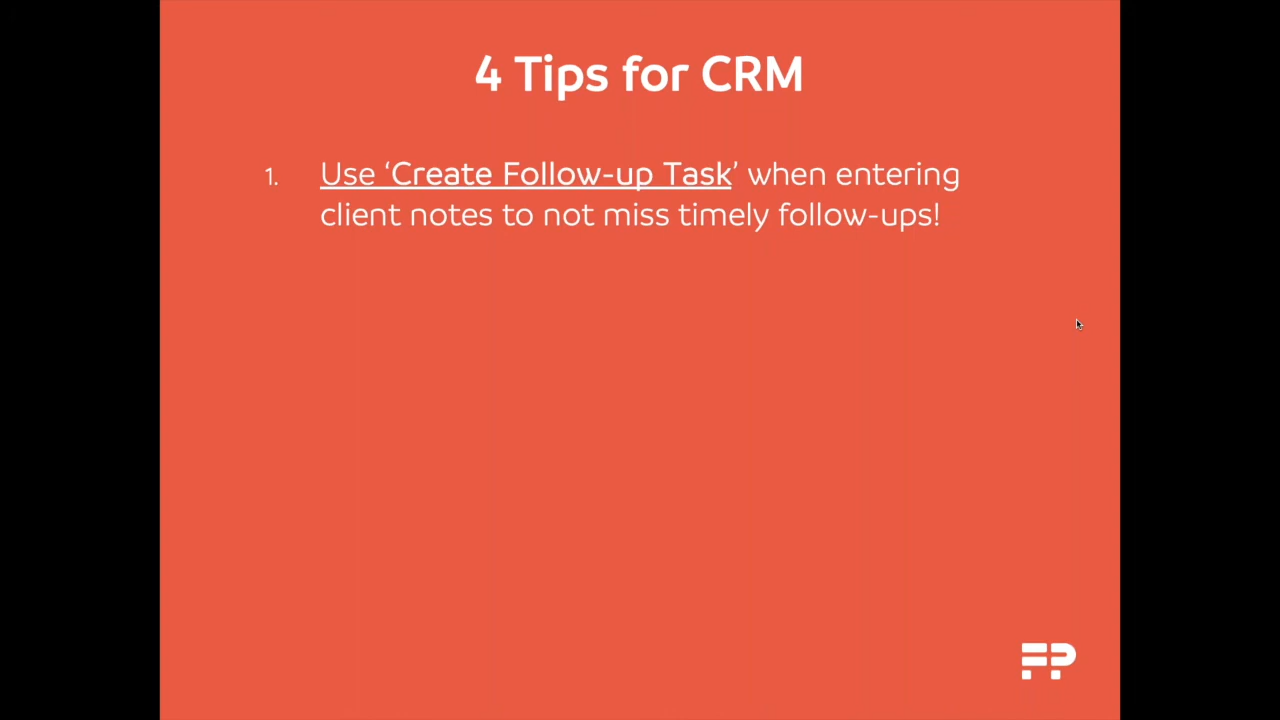 4 Tips for CRM
1. Use ‘Create Follow-up Task’ when entering
client notes to not miss timely follow-ups!
FP